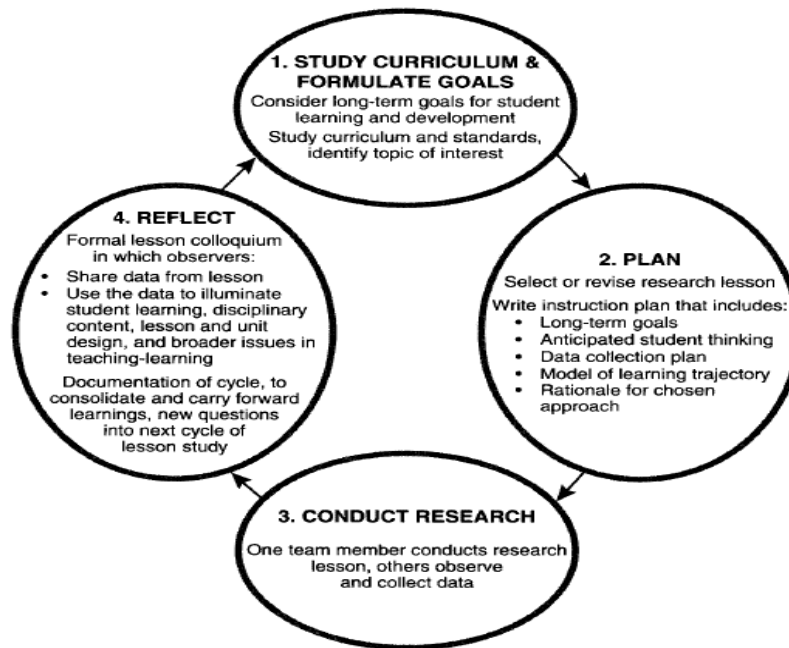 1. STUDY CURRICULUM &
FORMULATE GOALS
Consider long-term goals for student
learning and development
Study curriculum and standards,
identify topic of interest
2. PLAN
Select or revise research lesson
Write instruction plan that includes:
• Long-term goals
• Anticipated student thinking
• Data collection plan
• Model of learning trajectory
• Rationale for chosen
approach
3. CONDUCT RESEARCH
One team member conducts research
lesson, others observe
and collect data
4. REFLECT
Formal lesson colloquium
in which observers:
• Share data from lesson
• Use the data to illuminate
student learning, disciplinary
content, lesson and unit
design, and broader issues in
teaching-learning
Documentation of cycle, to
consolidate and carry forward
learnings, new questions
into next cycle of
lesson study